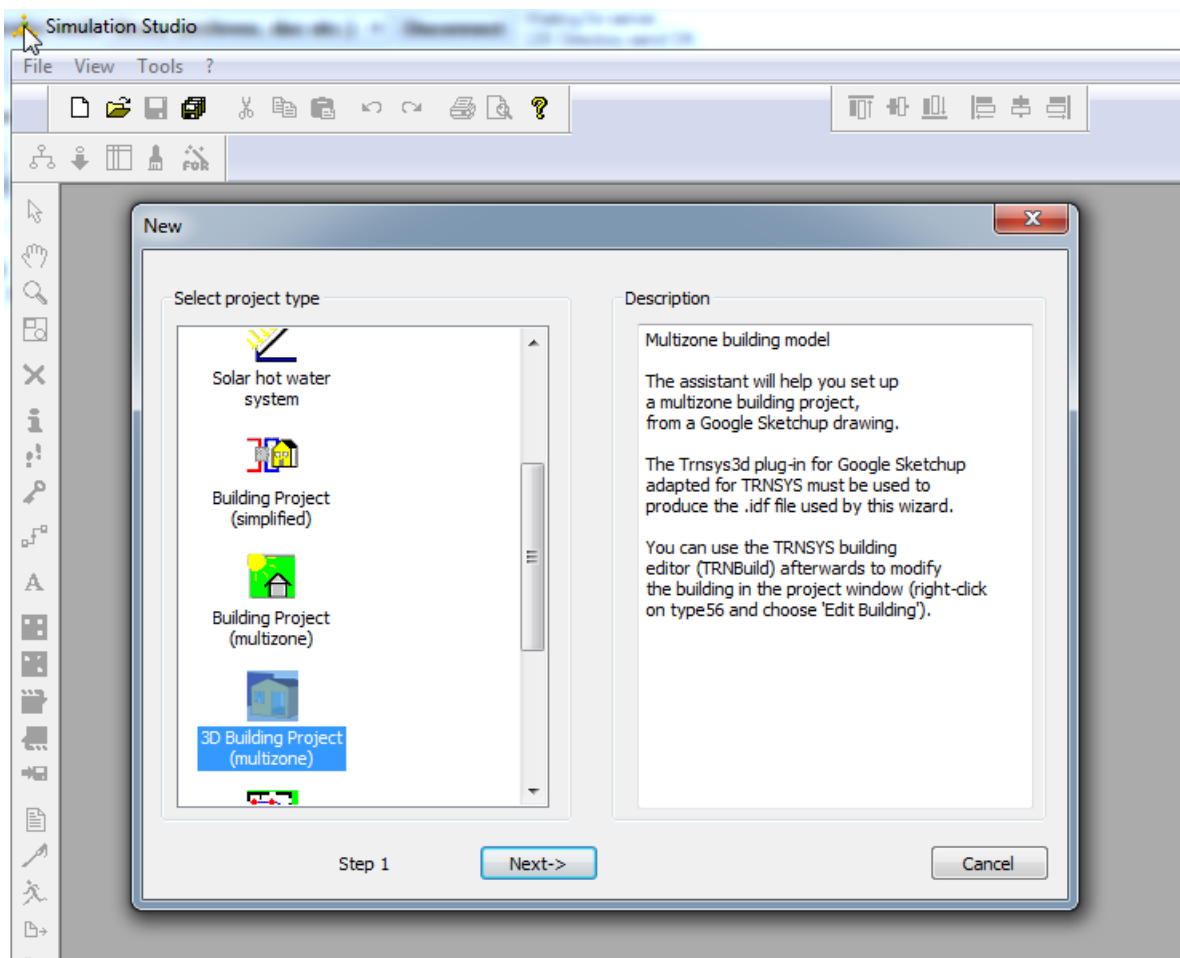 Simulation Studio
File View Tools ?
FOR
New
Select project type
Description
Solar hot water
system
Building Project
(simplified)
Building Project
(multizone)
3D Building Project
(multizone)
Multizone building model
The assistant will help you set up
a multizone building project,
from a Google Sketchup drawing.
The Trnsys3d plug-in for Google Sketchup
adapted for TRNSYS must be used to
produce the .idf file used by this wizard.
You can use the TRNSYS building
editor (TRNBuild) afterwards to modify
the building in the project window (right-click
on type56 and choose 'Edit Building').
Step 1
Next->
Cancel